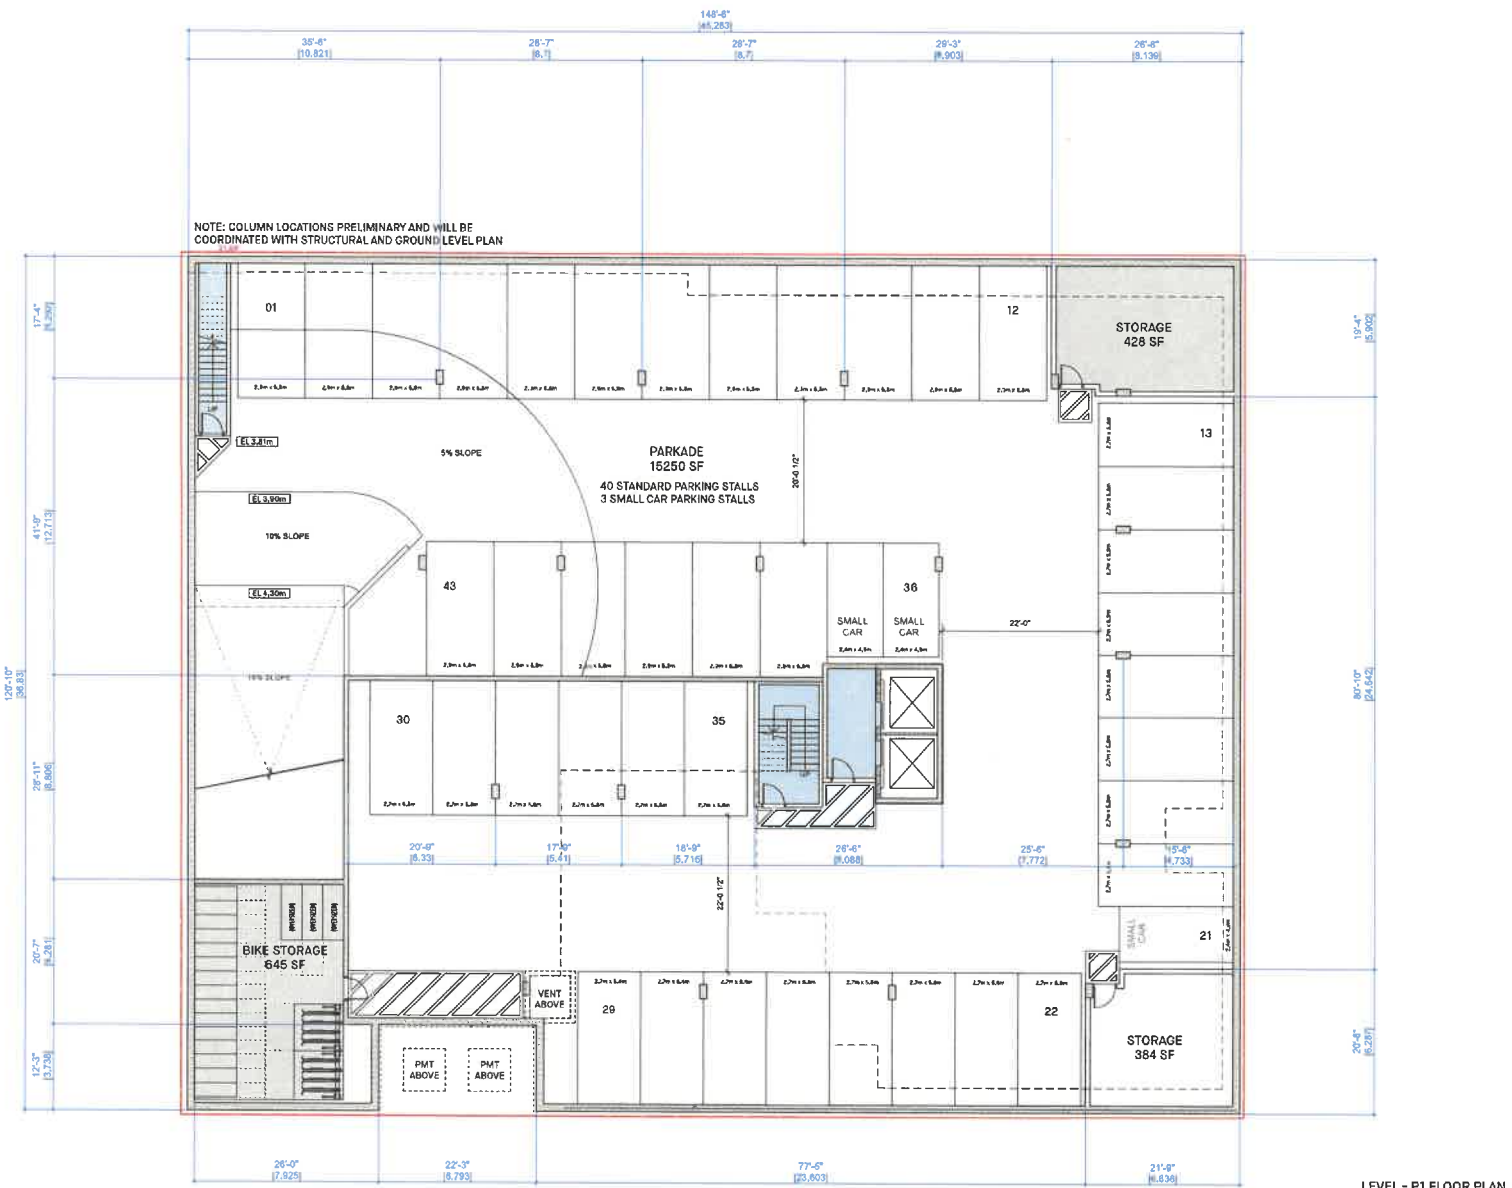 148'-6"
[45.283]
35'-6"
[10.821]
28'-7"
[8.7]
28'-7"
[8.7]
29'-3"
[8.903]
26'-8"
[8.139]
NOTE: COLUMN LOCATIONS PRELIMINARY AND WILL BE
COORDINATED WITH STRUCTURAL AND GROUND LEVEL PLAN
17'-4"
01
12
STORAGE
428 SF
19'-4"
[5.902]
UP
EL 3.81m
5% SLOPE
PARKADE
15250 SF
40 STANDARD PARKING STALLS
3 SMALL CAR PARKING STALLS
20'-0 1/2"
13
EL 3.90m
10% SLOPE
41'-9"
[12.713]
EL 4.30m
43
36
SMALL
CAR
SMALL
CAR
22'-0"
120'-10"
[36.83]
80'-10"
[24.642]
30
35
28'-11"
[8.806]
20'-9"
[6.33]
[5.41]
18'-9"
[5.716]
26'-6"
[8.088]
25'-6"
[7.772]
15'-6"
[4.733]
22'-0 1/2"
BIKE STORAGE
645 SF
20'-7"
[6.281]
SMALL
CAR
21
VENT
ABOVE
29
22
STORAGE
384 SF
PMT
ABOVE
PMT
ABOVE
12'-3"
[3.738]
20'-8"
[6.287]
26'-0"
[7.925]
22'-3"
[6.793]
77'-5"
[23.603]
21'-9"
[6.636]
LEVEL - P1 FLOOR PLAN